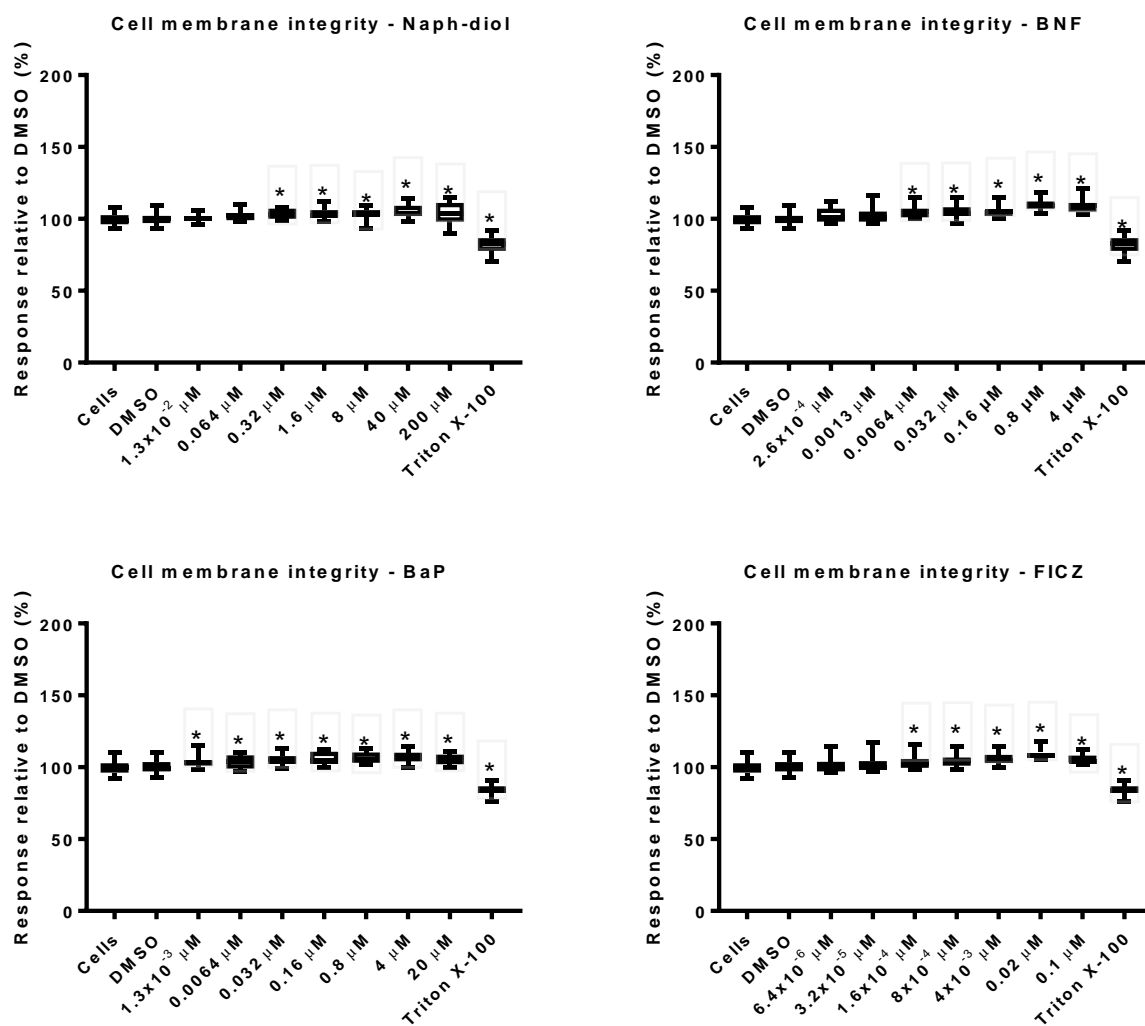 Cell membrane integrity - Naph-diol
Response relative to DMSO (%)
200
150
100
50
0
* * * * * *
Cells
DMSO
1.3x10⁻² µM
0.064 µM
0.32 µM
1.6 µM
8 µM
40 µM
200 µM
Triton X-100
Cell membrane integrity - BNF
Response relative to DMSO (%)
200
150
100
50
0
* * * * * *
Cells
DMSO
2.6x10⁻⁴ µM
0.0013 µM
0.0064 µM
0.032 µM
0.16 µM
0.8 µM
4 µM
Triton X-100
Cell membrane integrity - BaP
Response relative to DMSO (%)
200
150
100
50
0
* * * * * * * *
Cells
DMSO
1.3x10⁻³ µM
0.0064 µM
0.032 µM
0.16 µM
0.8 µM
4 µM
20 µM
Triton X-100
Cell membrane integrity - FICZ
Response relative to DMSO (%)
200
150
100
50
0
* * * * * *
Cells
DMSO
6.4x10⁻⁶ µM
3.2x10⁻⁵ µM
1.6x10⁻⁴ µM
8x10⁻⁴ µM
4x10⁻³ µM
0.02 µM
0.1 µM
Triton X-100